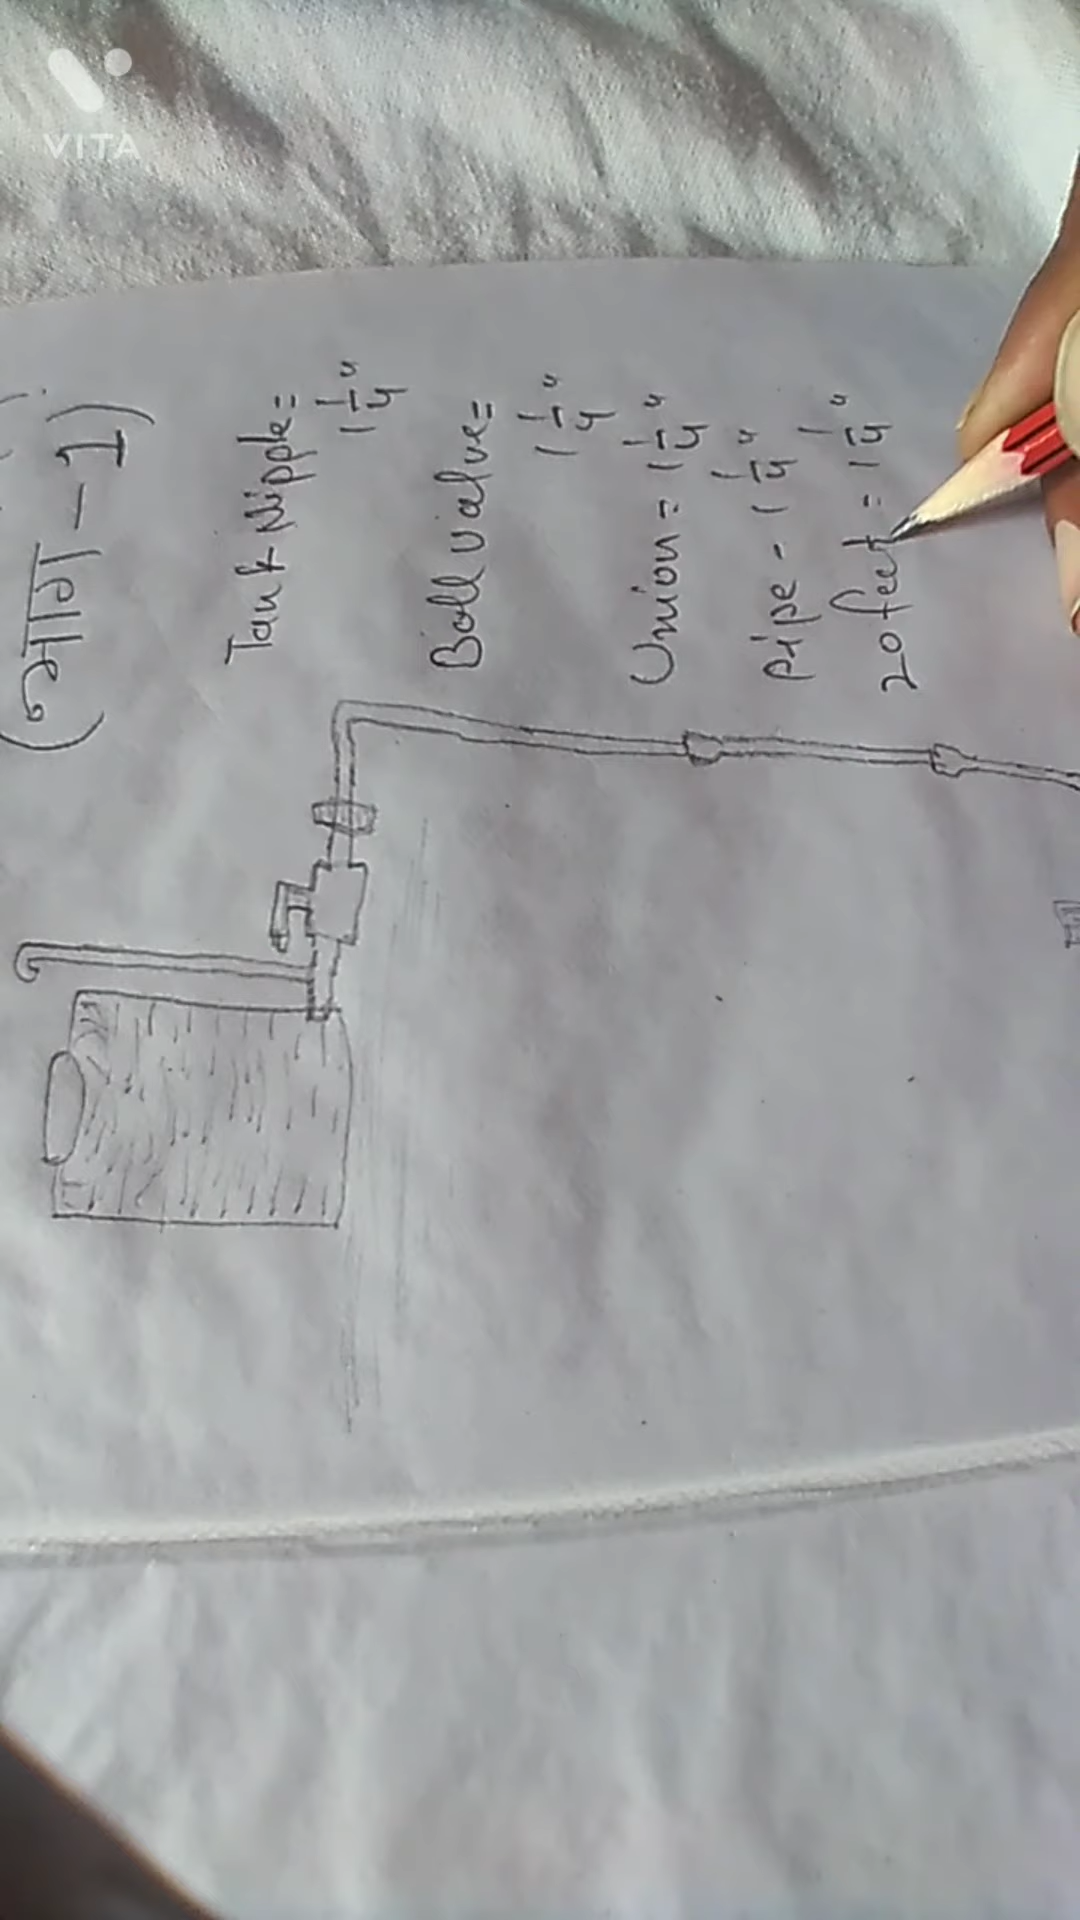 VITA
(भाग - 1)
Tank Nipple =
1 1/4"
Boll valve =
1 1/4"
Union = 1 1/4"
Pipe - 1 1/4"
20 feet = 1 1/4"